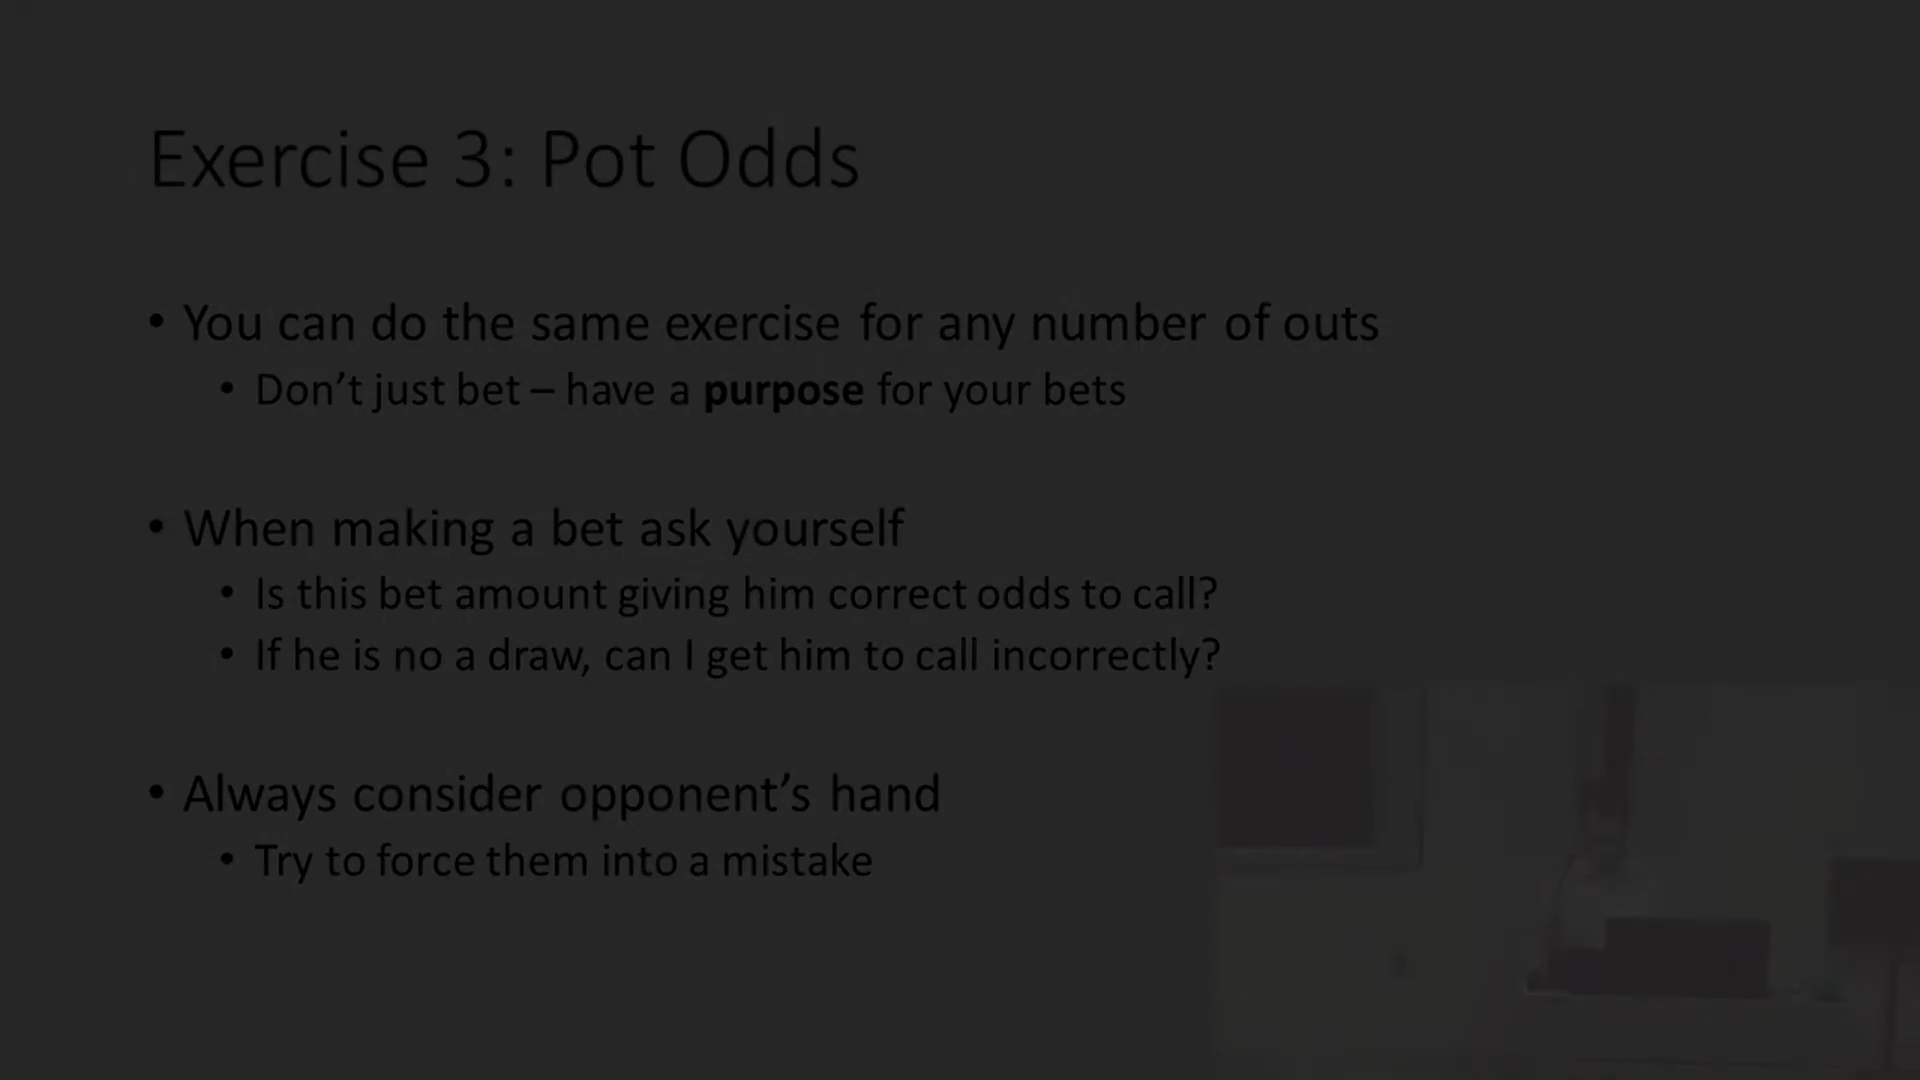 Exercise 3: Pot Odds
• You can do the same exercise for any number of outs
• Don’t just bet – have a purpose for your bets
• When making a bet ask yourself
• Is this bet amount giving him correct odds to call?
• If he is no a draw, can I get him to call incorrectly?
• Always consider opponent’s hand
• Try to force them into a mistake